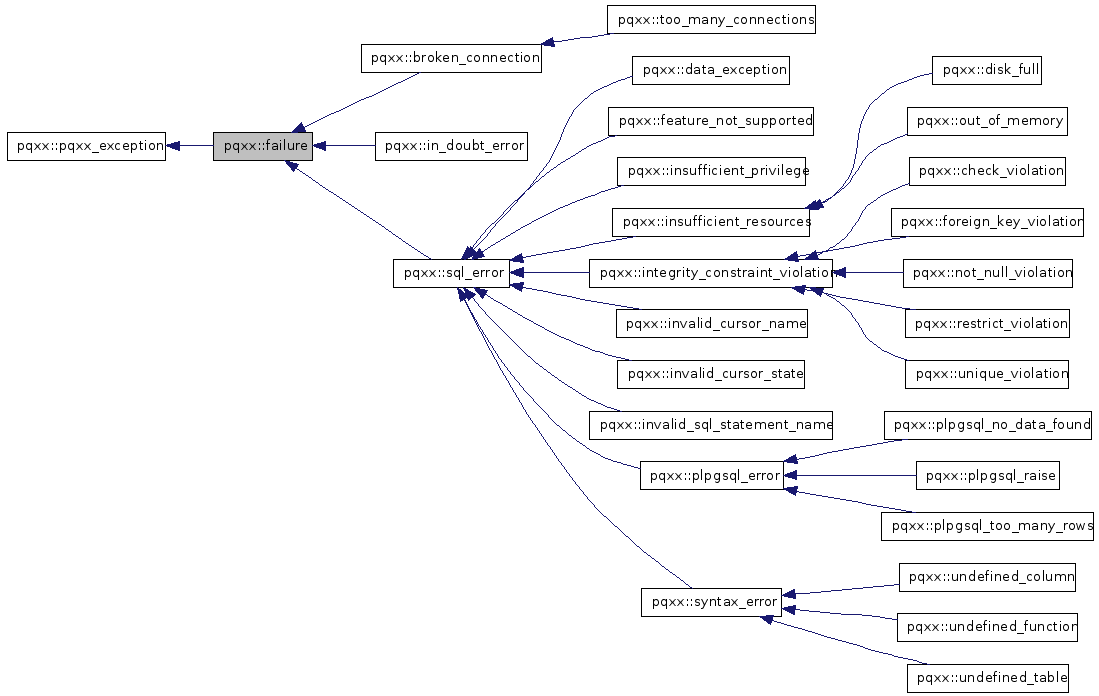 pqxx::too_many_connections
pqxx::broken_connection
pqxx::data_exception
pqxx::disk_full
pqxx::feature_not_supported
pqxx::out_of_memory
pqxx::pqxx_exception
pqxx::failure
pqxx::in_doubt_error
pqxx::insufficient_privilege
pqxx::check_violation
pqxx::insufficient_resources
pqxx::foreign_key_violation
pqxx::sql_error
pqxx::integrity_constraint_violation
pqxx::not_null_violation
pqxx::invalid_cursor_name
pqxx::restrict_violation
pqxx::invalid_cursor_state
pqxx::unique_violation
pqxx::invalid_sql_statement_name
pqxx::plpgsql_no_data_found
pqxx::plpgsql_error
pqxx::plpgsql_raise
pqxx::plpgsql_too_many_rows
pqxx::undefined_column
pqxx::syntax_error
pqxx::undefined_function
pqxx::undefined_table